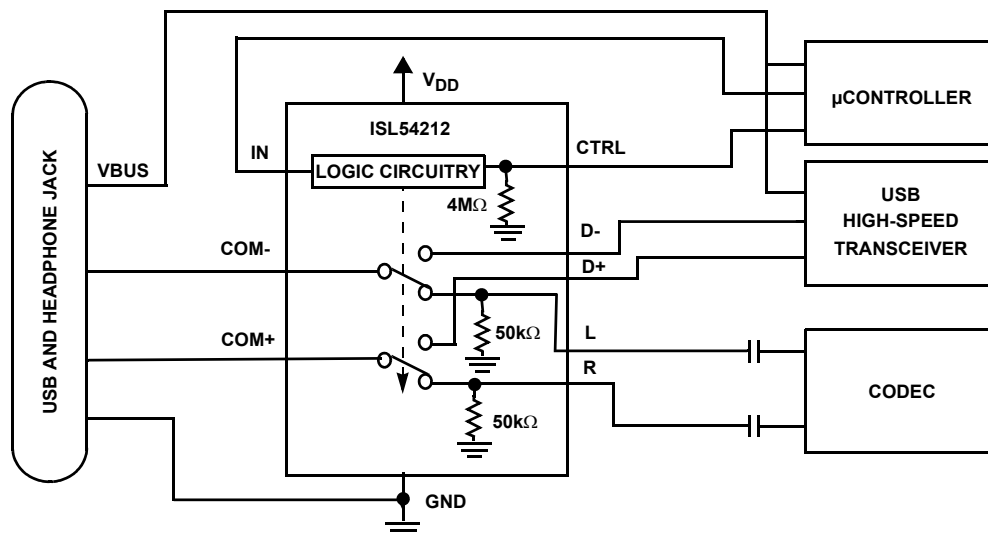 USB AND HEADPHONE JACK
VBUS
COM-
COM+
IN
VDD
ISL54212
LOGIC CIRCUITRY
4MΩ
50kΩ
50kΩ
GND
CTRL
D-
D+
L
R
µCONTROLLER
USB
HIGH-SPEED
TRANSCEIVER
CODEC